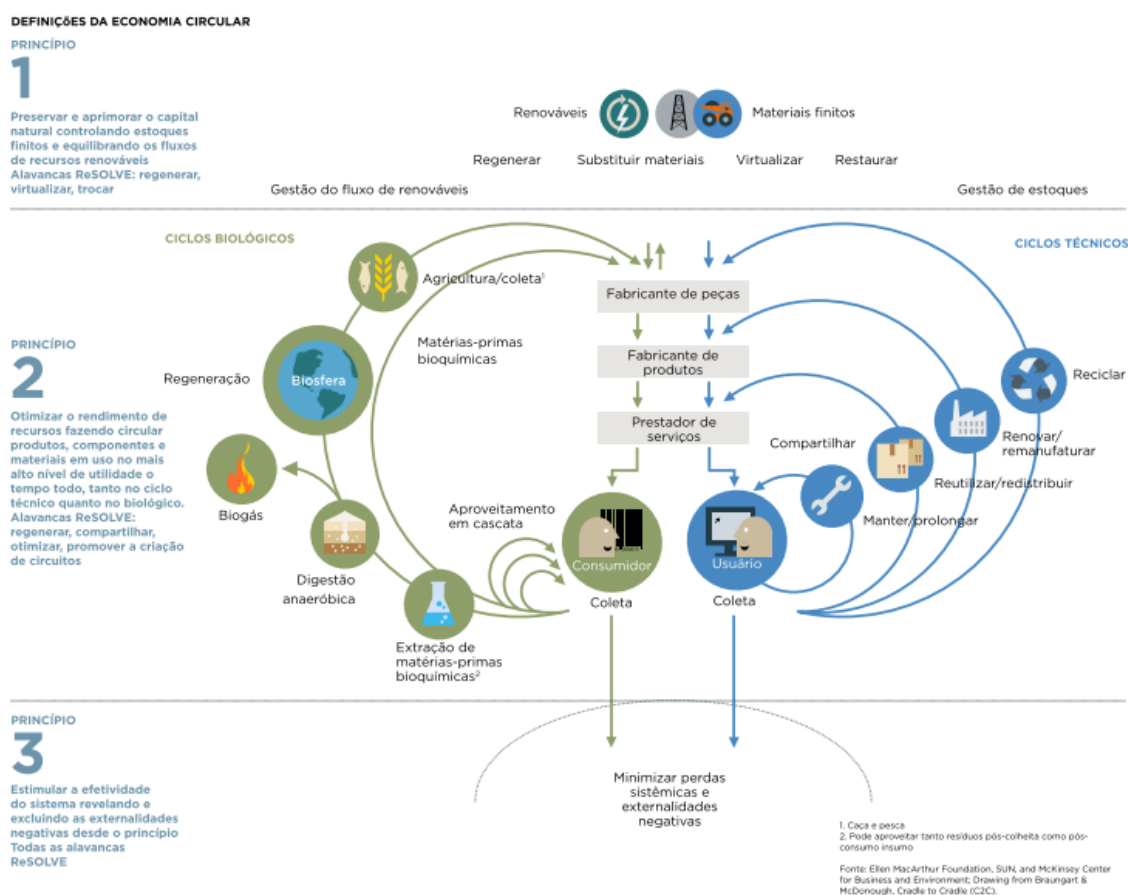 DEFINIÇÕES DA ECONOMIA CIRCULAR
PRINCÍPIO
1
Preservar e aprimorar o capital
natural controlando estoques
finitos e equilibrando os fluxos
de recursos renováveis
Alavancas ReSOLVE: regenerar,
virtualizar, trocar
Renováveis
Materiais finitos
Regenerar
Substituir materiais
Virtualizar
Restaurar
Gestão do fluxo de renováveis
Gestão de estoques
PRINCÍPIO
2
Otimizar o rendimento de
recursos fazendo circular
produtos, componentes e
materiais em uso no mais
alto nível de utilidade o
tempo todo, tanto no ciclo
técnico quanto no biológico.
Alavancas ReSOLVE:
regenerar, compartilhar,
otimizar, promover a criação
de circuitos
CICLOS BIOLÓGICOS
CICLOS TÉCNICOS
Agricultura/coleta¹
Matérias-primas
bioquímicas
Regeneração
Biosfera
Biogás
Digestão
anaeróbica
Extração de
matérias-primas
bioquímicas²
Aproveitamento
em cascata
Fabricante de peças
Fabricante de
produtos
Prestador de
serviços
Consumidor
Coleta
Usuário
Coleta
Compartilhar
Manter/prolongar
Reutilizar/redistribuir
Renovar/
remanufaturar
Reciclar
PRINCÍPIO
3
Estimular a efetividade
do sistema revelando e
excluindo as externalidades
negativas desde o princípio
Todas as alavancas
ReSOLVE
Minimizar perdas
sistêmicas e
externalidades
negativas
1. Caça e pesca
2. Pode aproveitar tanto resíduos pós-colheita como pós-
consumo insumo
Fonte: Ellen MacArthur Foundation, SUN, and McKinsey Center
for Business and Environment; Drawing from Braungart &
McDonough, Cradle to Cradle (C2C).